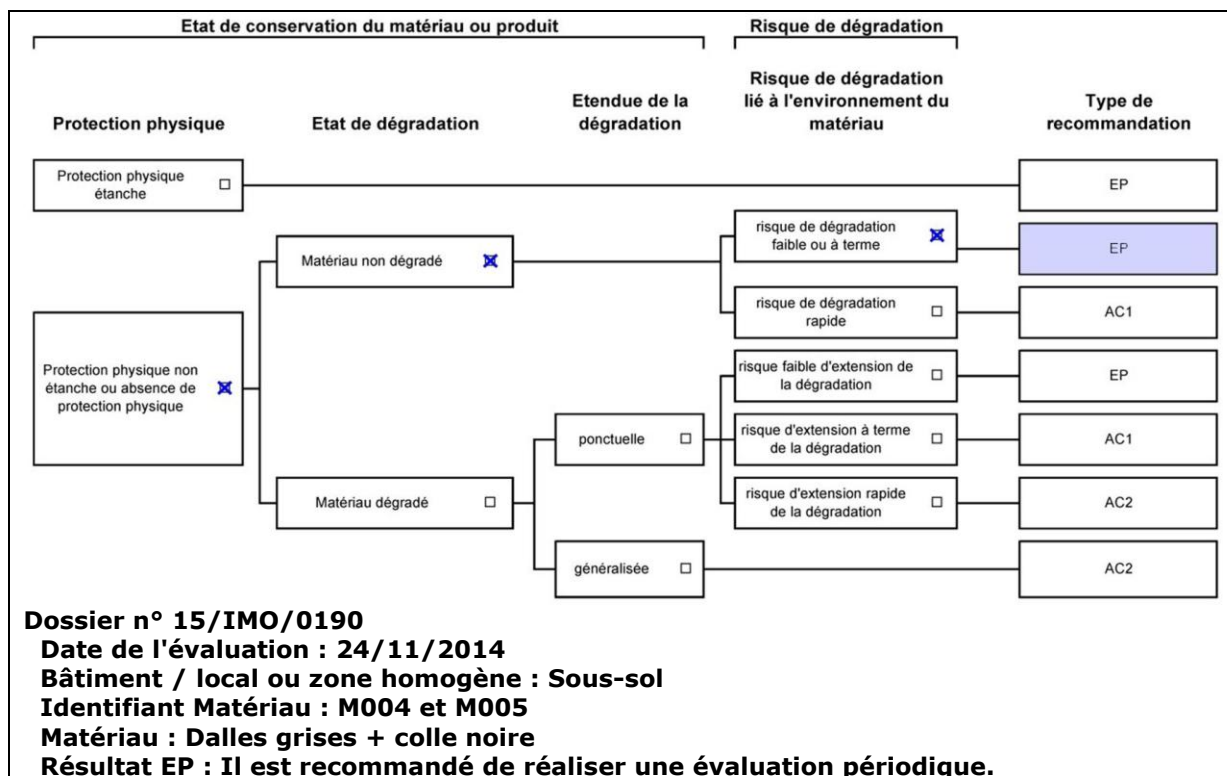 Etat de conservation du matériau ou produit
Risque de dégradation
Protection physique
Etat de dégradation
Etendue de la
dégradation
Risque de dégradation
lié à l'environnement du
matériau
Type de
recommandation
Protection physique
étanche
EP
risque de dégradation
faible ou à terme
EP
Matériau non dégradé
risque de dégradation
rapide
AC1
Protection physique non
étanche ou absence de
protection physique
risque faible d'extension de
la dégradation
EP
ponctuelle
risque d'extension à terme
de la dégradation
AC1
Matériau dégradé
risque d'extension rapide
de la dégradation
AC2
généralisée
AC2
Dossier n° 15/IMO/0190
Date de l'évaluation : 24/11/2014
Bâtiment / local ou zone homogène : Sous-sol
Identifiant Matériau : M004 et M005
Matériau : Dalles grises + colle noire
Résultat EP : Il est recommandé de réaliser une évaluation périodique.